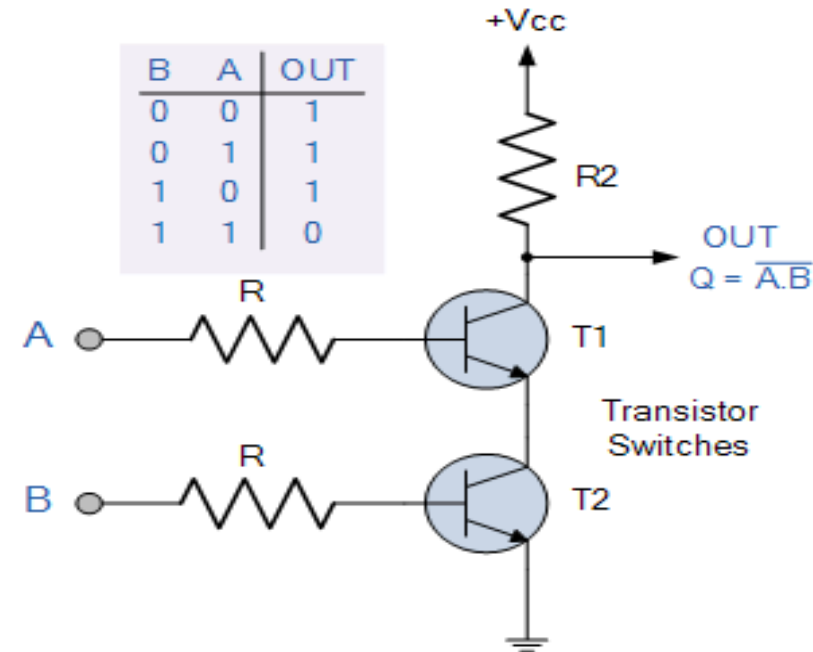 +Vcc
B A OUT
0 0 1
0 1 1
1 0 1
1 1 0
R2
OUT
Q = A̅.̅B̅
R
A
T1
Transistor
Switches
R
B
T2